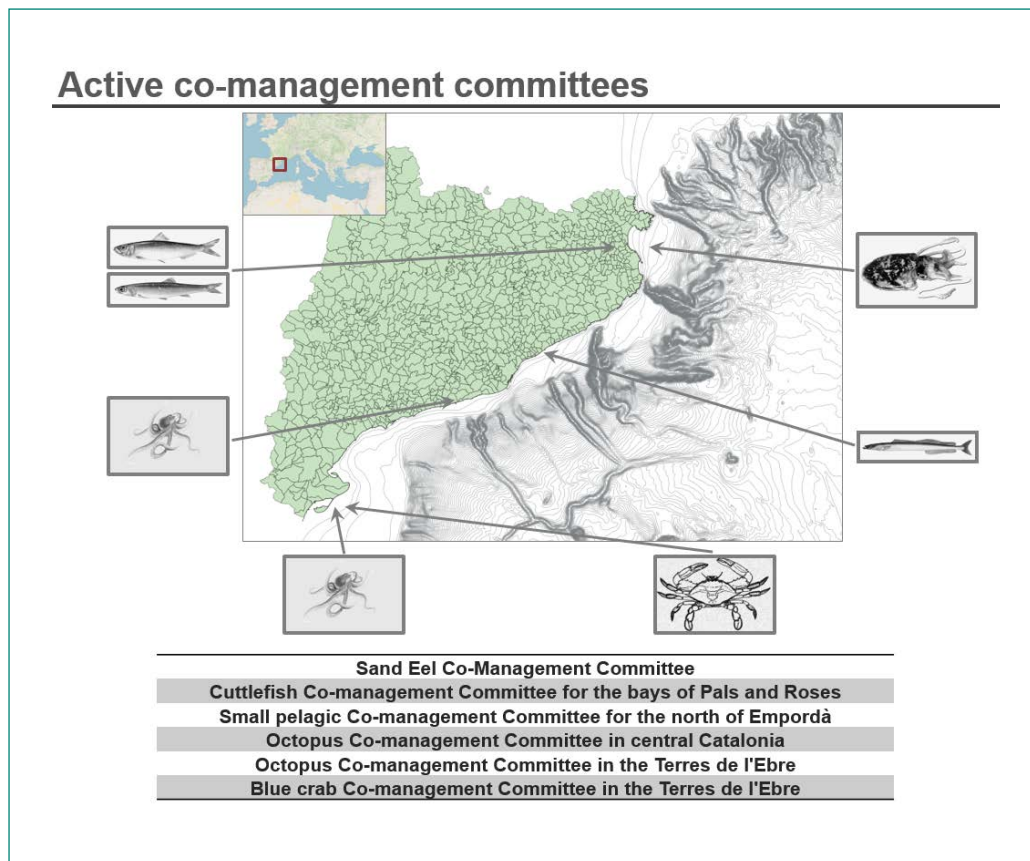 Active co-management committees
Sand Eel Co-Management Committee
Cuttlefish Co-management Committee for the bays of Pals and Roses
Small pelagic Co-management Committee for the north of Empordà
Octopus Co-management Committee in central Catalonia
Octopus Co-management Committee in the Terres de l'Ebre
Blue crab Co-management Committee in the Terres de l'Ebre